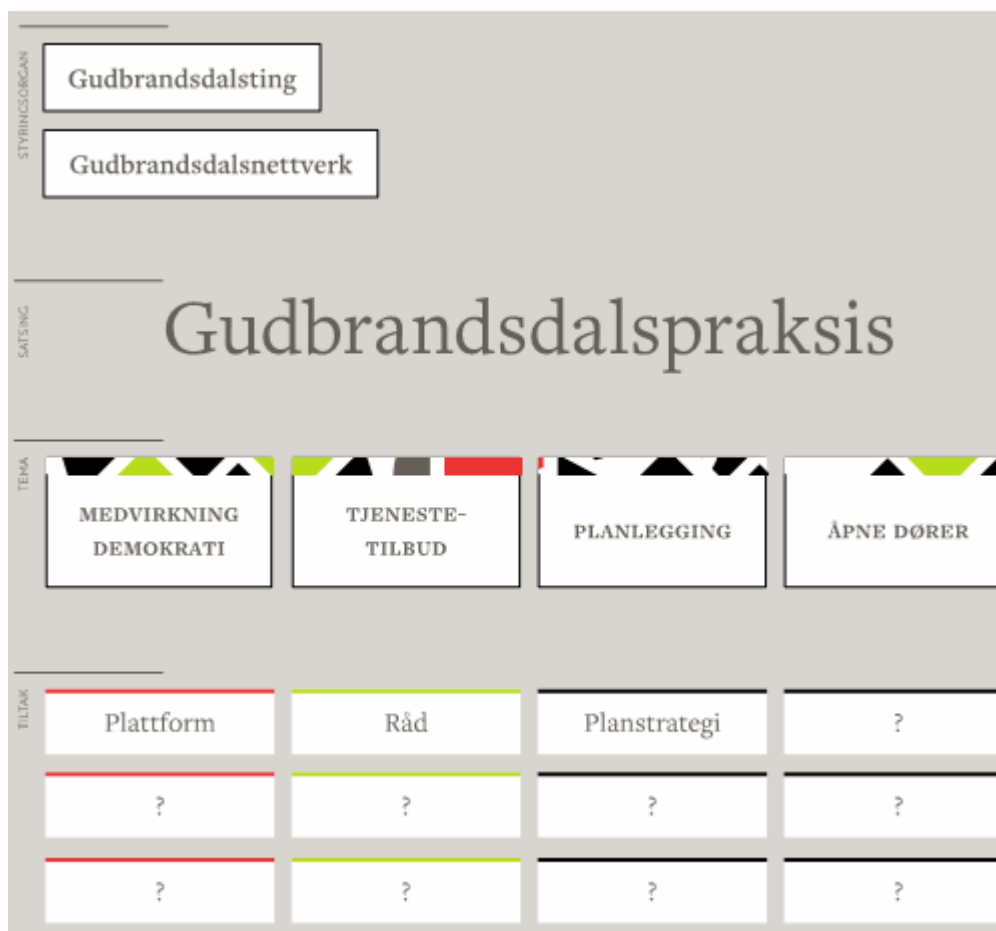 STYRINGSORGAN
Gudbrandsdalsting
Gudbrandsdalsnettverk
SATSING
Gudbrandsdalspraksis
TEMA
MEDVIRKNING
DEMOKRATI
TJENESTE-
TILBUD
PLANLEGGING
ÅPNE DØRER
TILTAK
Plattform
Råd
Planstrategi
?
?
?
?
?
?
?
?
?